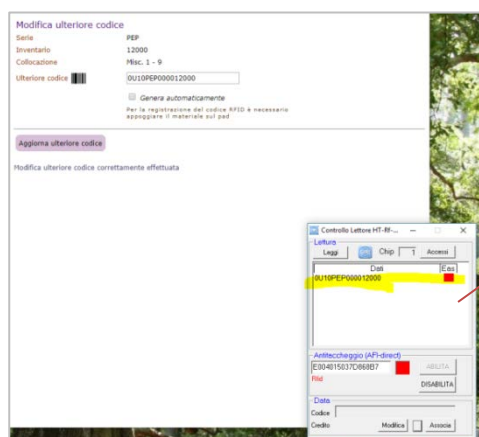 Modifica ulteriore codice
Serie PEP
Inventario 12000
Collocazione Misc. 1 - 9
Ulteriore codice 0U10PEP000012000
Genera automaticamente
Per la registrazione del codice RFID è necessario
appoggiare il materiale sul pad
Aggiorna ulteriore codice
Modifica ulteriore codice correttamente effettuata
Controllo Lettore HT-RF-...
Lettura
Leggi Chip 1 Accessi
Dati Eas
0U10PEP000012000
Antitaccheggio (AFI-direct)
E004015037D868B7 ABILITA
Rfid DISABILITA
Data
Codice
Credito Modifica Associa